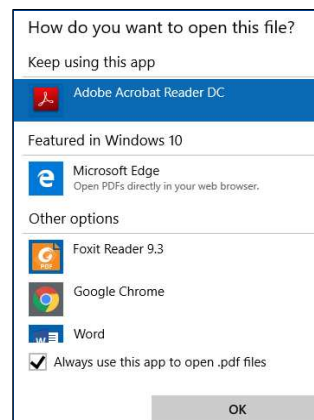 How do you want to open this file?
Keep using this app
Adobe Acrobat Reader DC
Featured in Windows 10
Microsoft Edge
Open PDFs directly in your web browser.
Other options
Foxit Reader 9.3
PDF
Google Chrome
Word
Always use this app to open .pdf files
OK